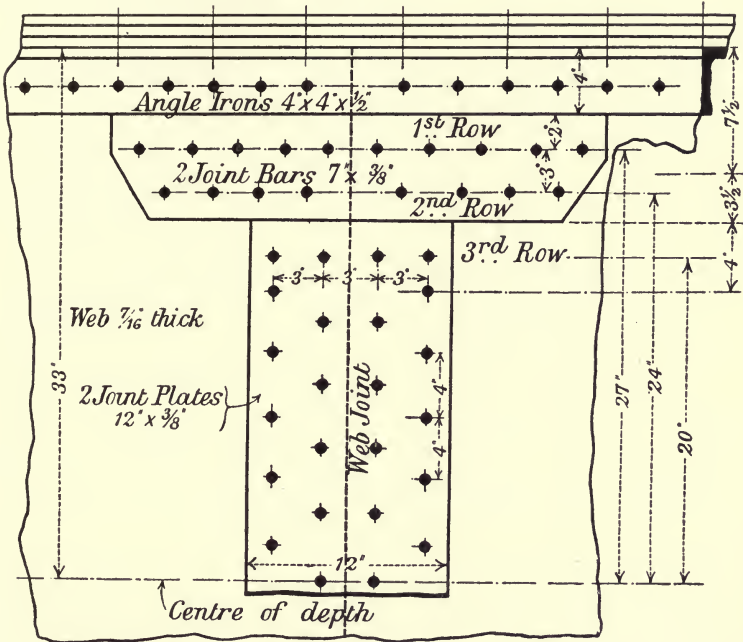 4"
7½"
Angle Irons 4"×4"×½"
1st Row
2"
2 Joint Bars 7"× ⅜"
3"
2nd Row
3½"
3rd Row
4"
3" 3" 3"
Web 7/16" thick
33"
2 Joint Plates
12"× ⅜"
Web Joint
4"
4"
27"
24"
20"
12"
Centre of depth